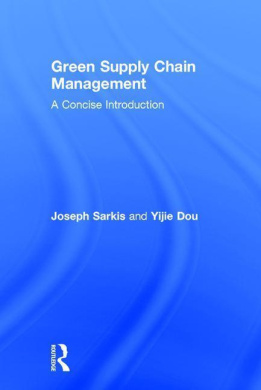 Green Supply Chain
Management
A Concise Introduction
Joseph Sarkis and Yijie Dou
ROUTLEDGE